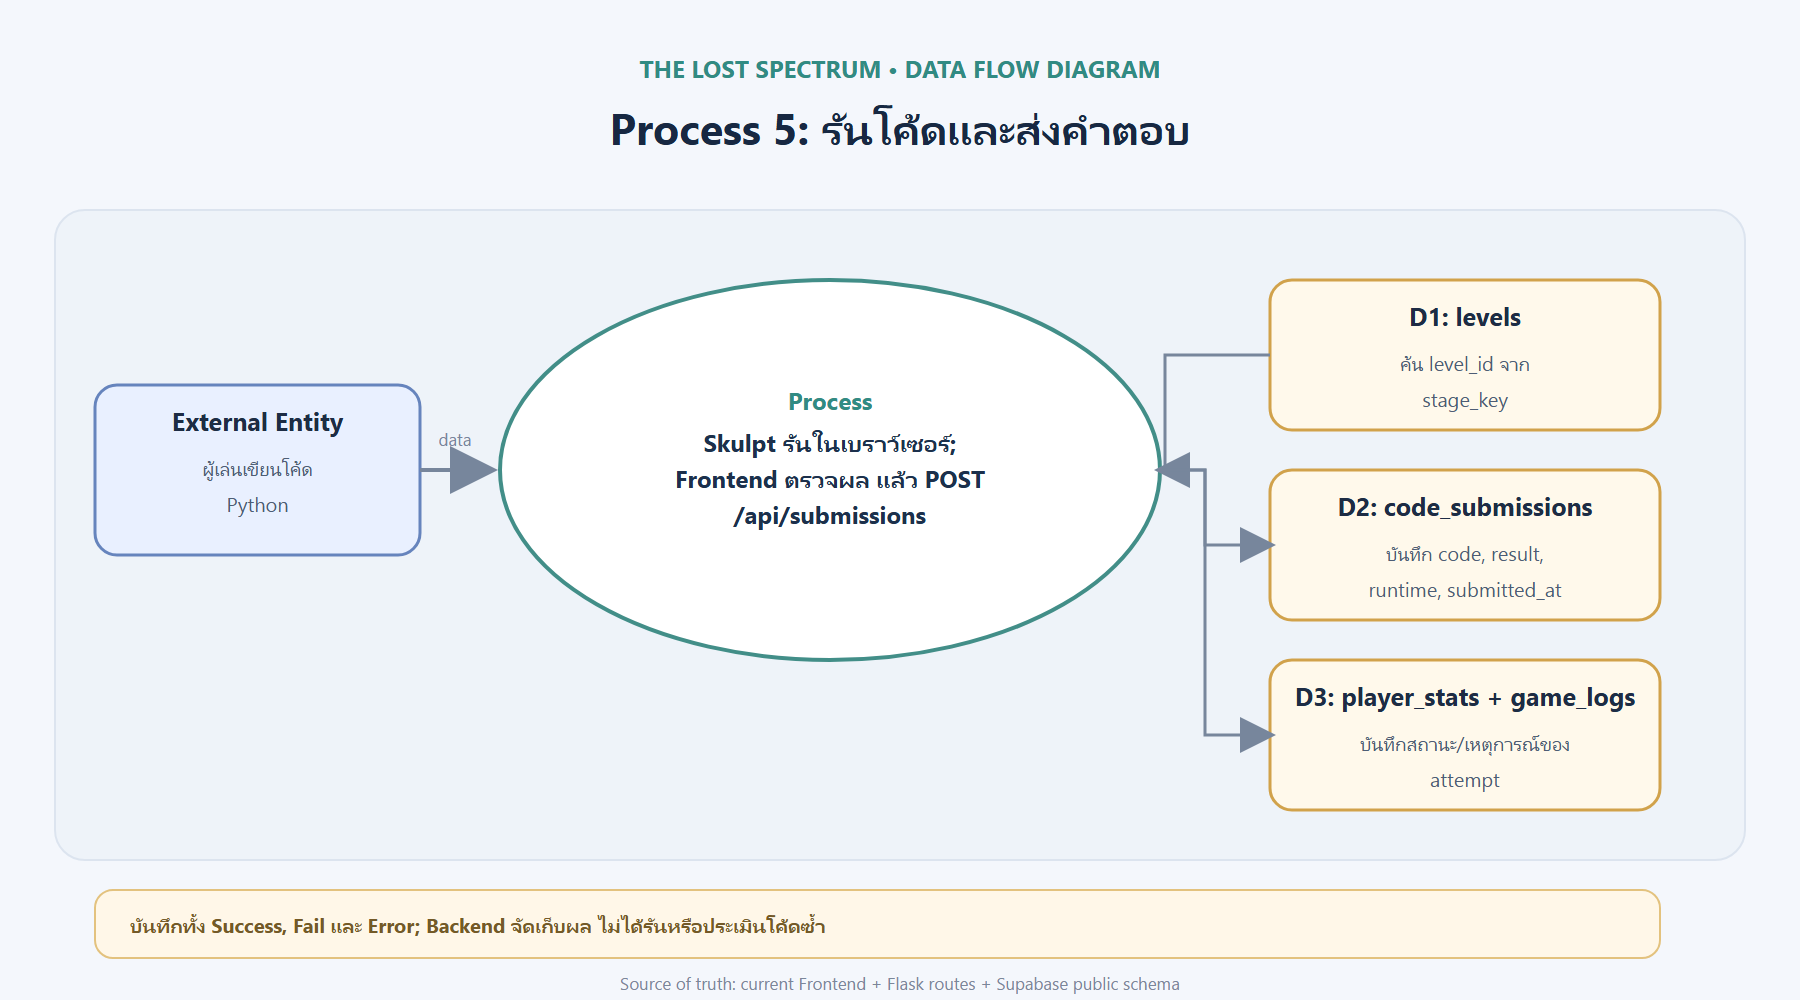 THE LOST SPECTRUM • DATA FLOW DIAGRAM
Process 5: รันโค้ดและส่งคำตอบ
External Entity
ผู้เล่นเขียนโค้ด
Python
data
Process
Skulpt รันในเบราว์เซอร์;
Frontend ตรวจผล แล้ว POST
/api/submissions
D1: levels
ค้น level_id จาก
stage_key
D2: code_submissions
บันทึก code, result,
runtime, submitted_at
D3: player_stats + game_logs
บันทึกสถานะ/เหตุการณ์ของ
attempt
บันทึกทั้ง Success, Fail และ Error; Backend จัดเก็บผล ไม่ได้รันหรือประเมินโค้ดซ้ำ
Source of truth: current Frontend + Flask routes + Supabase public schema